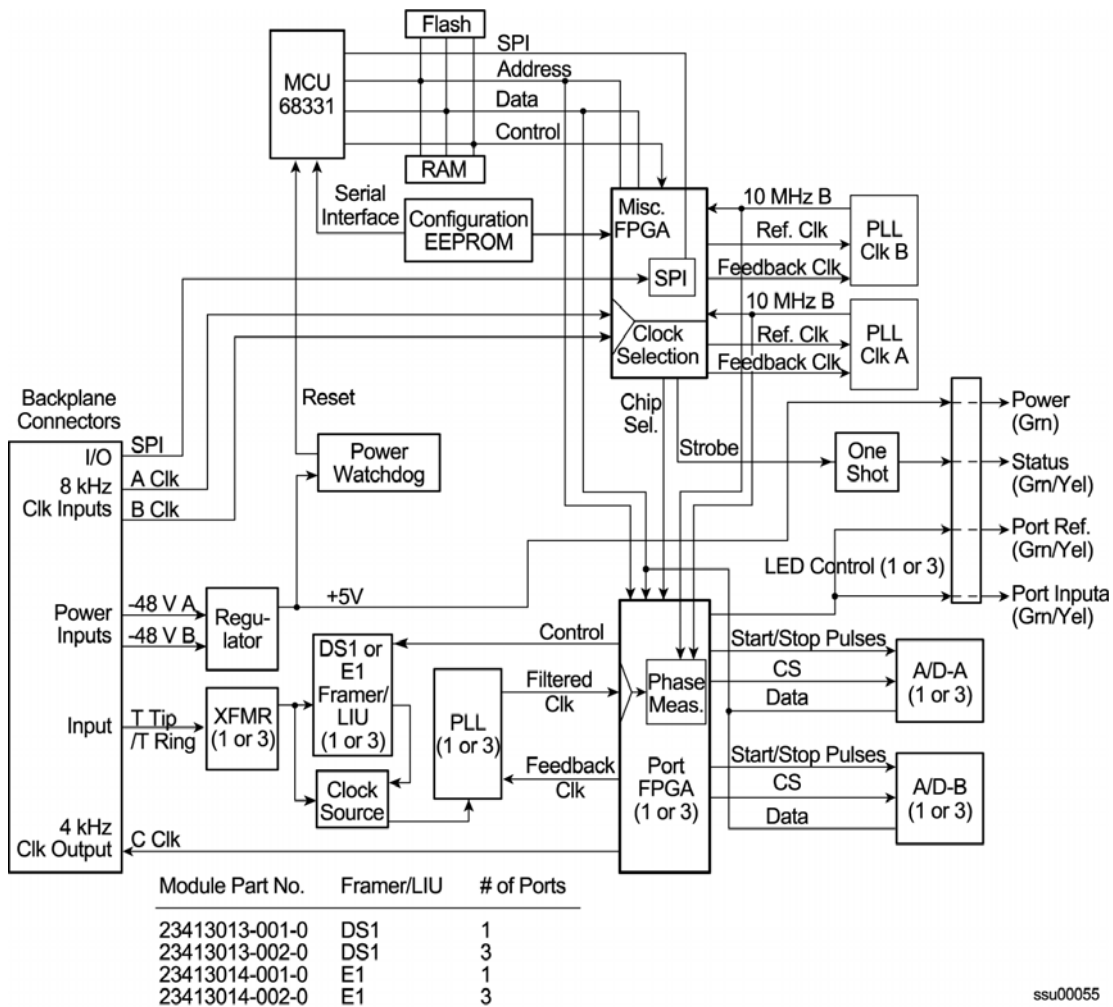 Flash
SPI
Address
Data
Control
MCU
68331
RAM
Serial
Interface
Configuration
EEPROM
Misc.
FPGA
SPI
Clock
Selection
10 MHz B
Ref. Clk
Feedback Clk
PLL
Clk B
10 MHz B
Ref. Clk
Feedback Clk
PLL
Clk A
Backplane
Connectors
Reset
Chip
Sel.
Strobe
One
Shot
Power
(Grn)
Status
(Grn/Yel)
Port Ref.
(Grn/Yel)
Port Inputa
(Grn/Yel)
LED Control (1 or 3)
I/O
SPI
8 kHz
Clk Inputs
A Clk
B Clk
Power
Watchdog
Power
Inputs
-48 V A
-48 V B
Regu-
lator
+5V
Input
T Tip
/T Ring
XFMR
(1 or 3)
DS1 or
E1
Framer/
LIU
(1 or 3)
Clock
Source
PLL
(1 or 3)
Control
Filtered
Clk
Feedback
Clk
Phase
Meas.
Port
FPGA
(1 or 3)
Start/Stop Pulses
CS
Data
A/D-A
(1 or 3)
Start/Stop Pulses
CS
Data
A/D-B
(1 or 3)
4 kHz
Clk Output
C Clk
Module Part No. Framer/LIU # of Ports
23413013-001-0 DS1 1
23413013-002-0 DS1 3
23413014-001-0 E1 1
23413014-002-0 E1 3
ssu00055